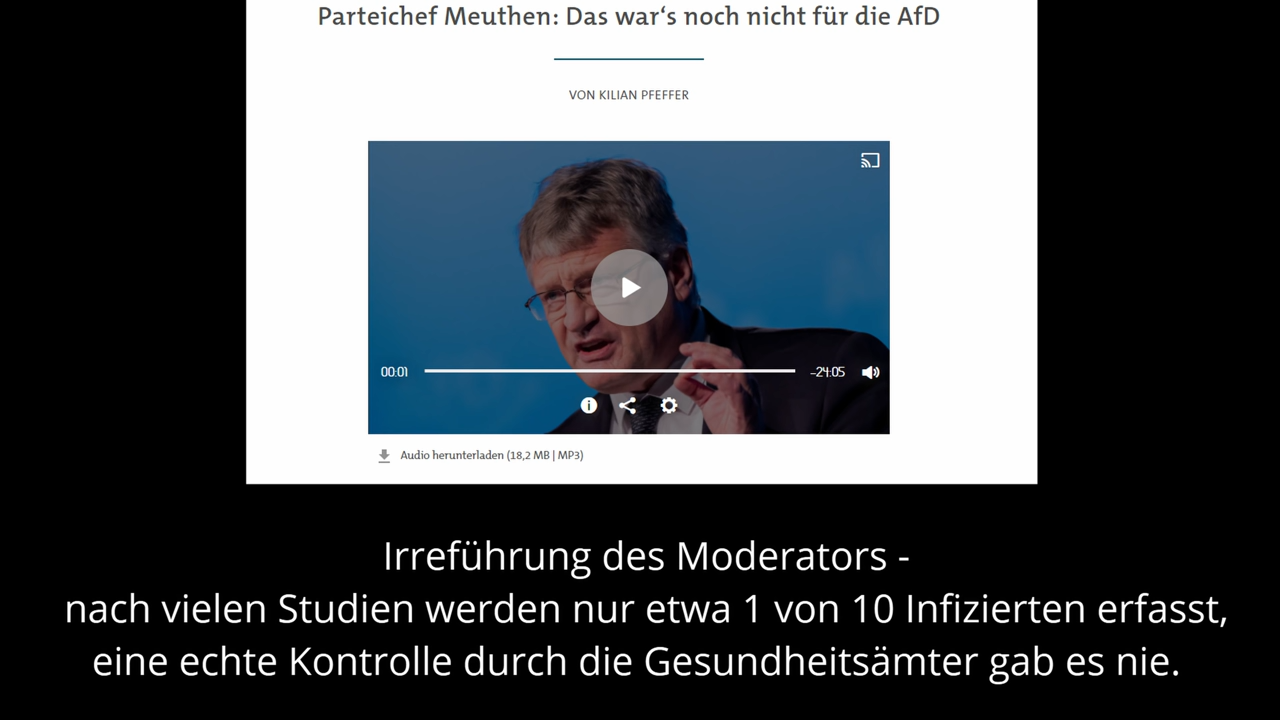 Parteichef Meuthen: Das war‘s noch nicht für die AfD
VON KILIAN PFEFFER
00:01
-24:05
Audio herunterladen (18,2 MB | MP3)
Irreführung des Moderators -
nach vielen Studien werden nur etwa 1 von 10 Infizierten erfasst,
eine echte Kontrolle durch die Gesundheitsämter gab es nie.